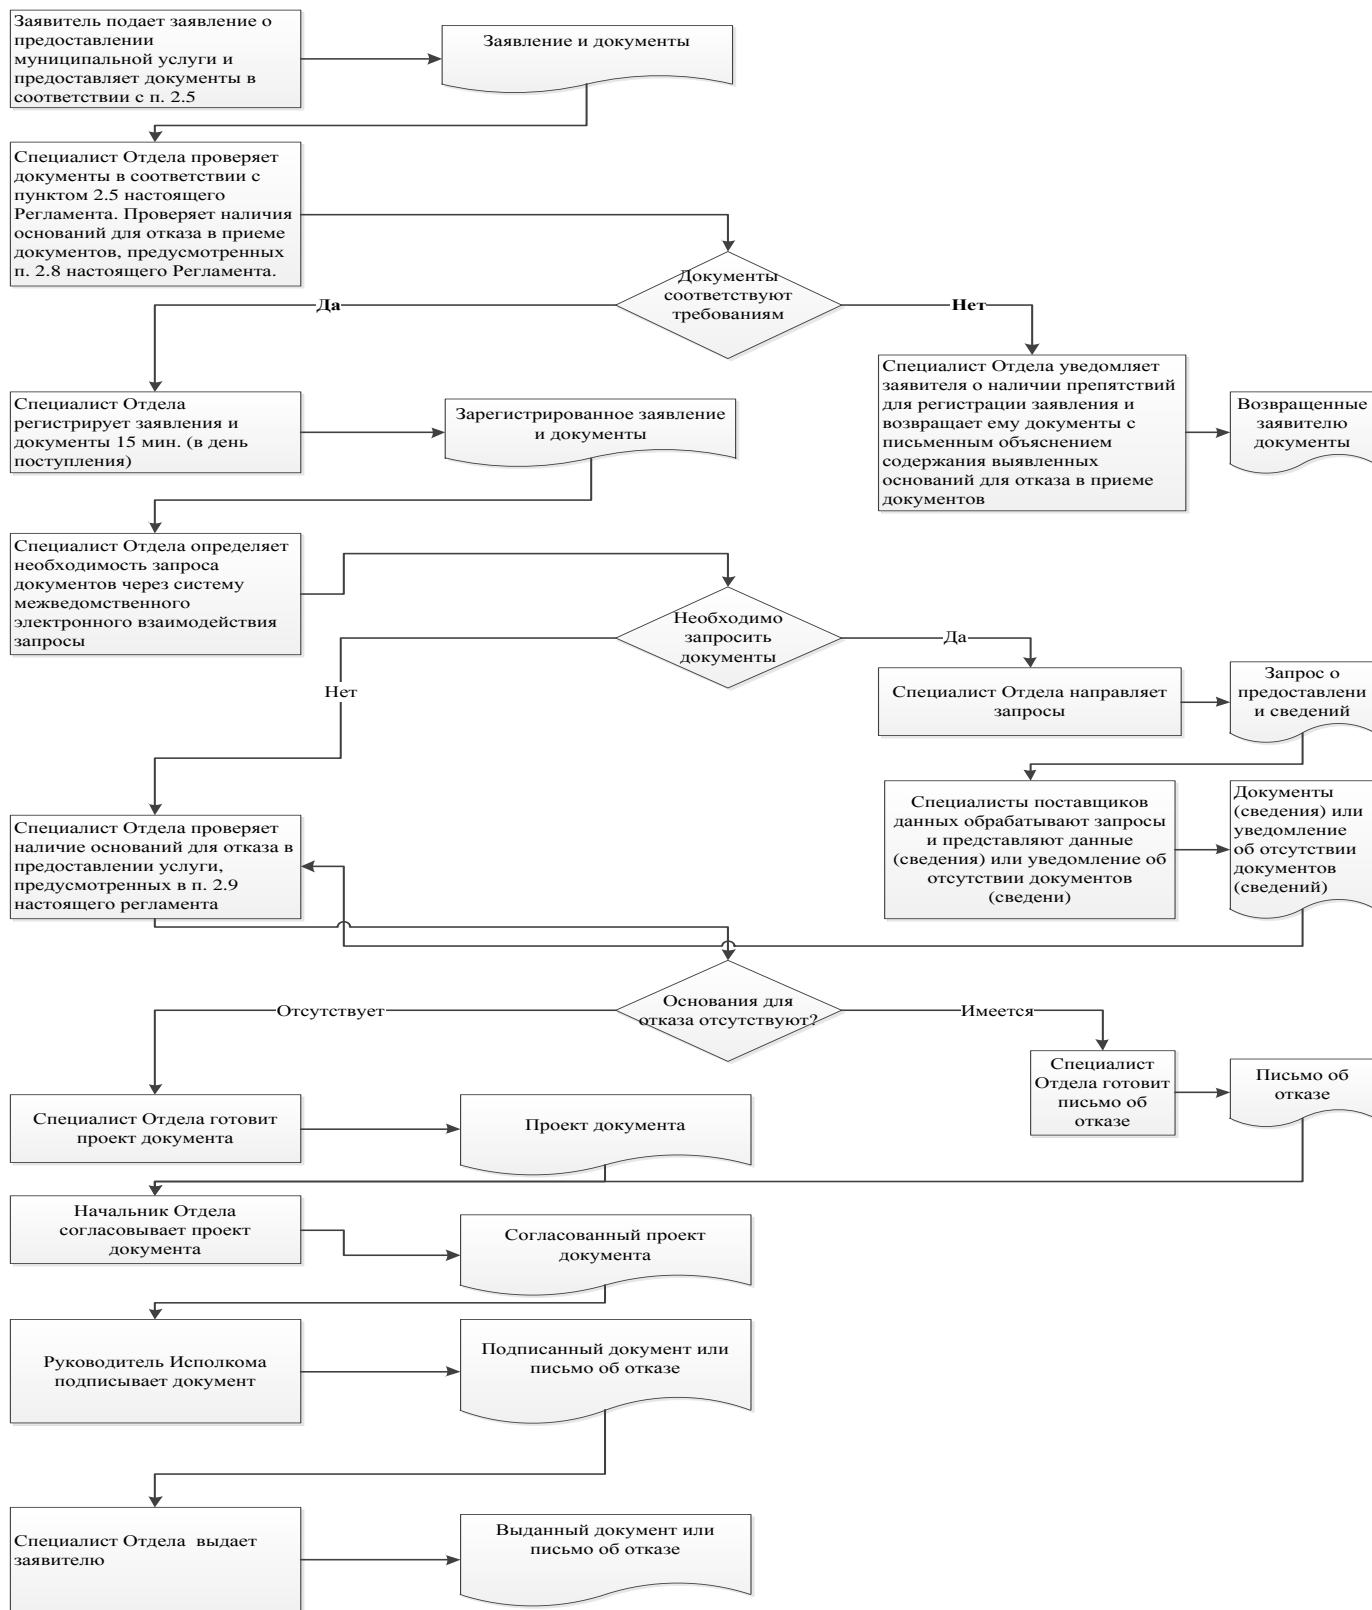 Заявитель подает заявление о
предоставлении
муниципальной услуги и
предоставляет документы в
соответствии с п. 2.5
Заявление и документы
Специалист Отдела проверяет
документы в соответствии с
пунктом 2.5 настоящего
Регламента. Проверяет наличия
оснований для отказа в приеме
документов, предусмотренных
п. 2.8 настоящего Регламента.
Документы
соответствуют
требованиям
Да
Нет
Специалист Отдела
регистрирует заявления и
документы 15 мин. (в день
поступления)
Зарегистрированное заявление
и документы
Специалист Отдела уведомляет
заявителя о наличии препятствий
для регистрации заявления и
возвращает ему документы с
письменным объяснением
содержания выявленных
оснований для отказа в приеме
документов
Возвращенные
заявителю
документы
Специалист Отдела определяет
необходимость запроса
документов через систему
межведомственного
электронного взаимодействия
запросы
Необходимо
запросить
документы
Да
Нет
Специалист Отдела направляет
запросы
Запрос о
предоставлени
и сведений
Специалисты поставщиков
данных обрабатывают запросы
и представляют данные
(сведения) или уведомление об
отсутствии документов
(сведени)
Документы
(сведения) или
уведомление
об отсутствии
документов
(сведений)
Специалист Отдела проверяет
наличие оснований для отказа в
предоставлении услуги,
предусмотренных в п. 2.9
настоящего регламента
Основания для
отказа отсутствуют?
Отсутствует
Имеется
Специалист
Отдела готовит
письмо об
отказе
Письмо об
отказе
Специалист Отдела готовит
проект документа
Проект документа
Начальник Отдела
согласовывает проект
документа
Согласованный проект
документа
Руководитель Исполкома
подписывает документ
Подписанный документ или
письмо об отказе
Специалист Отдела  выдает
заявителю
Выданный документ или
письмо об отказе